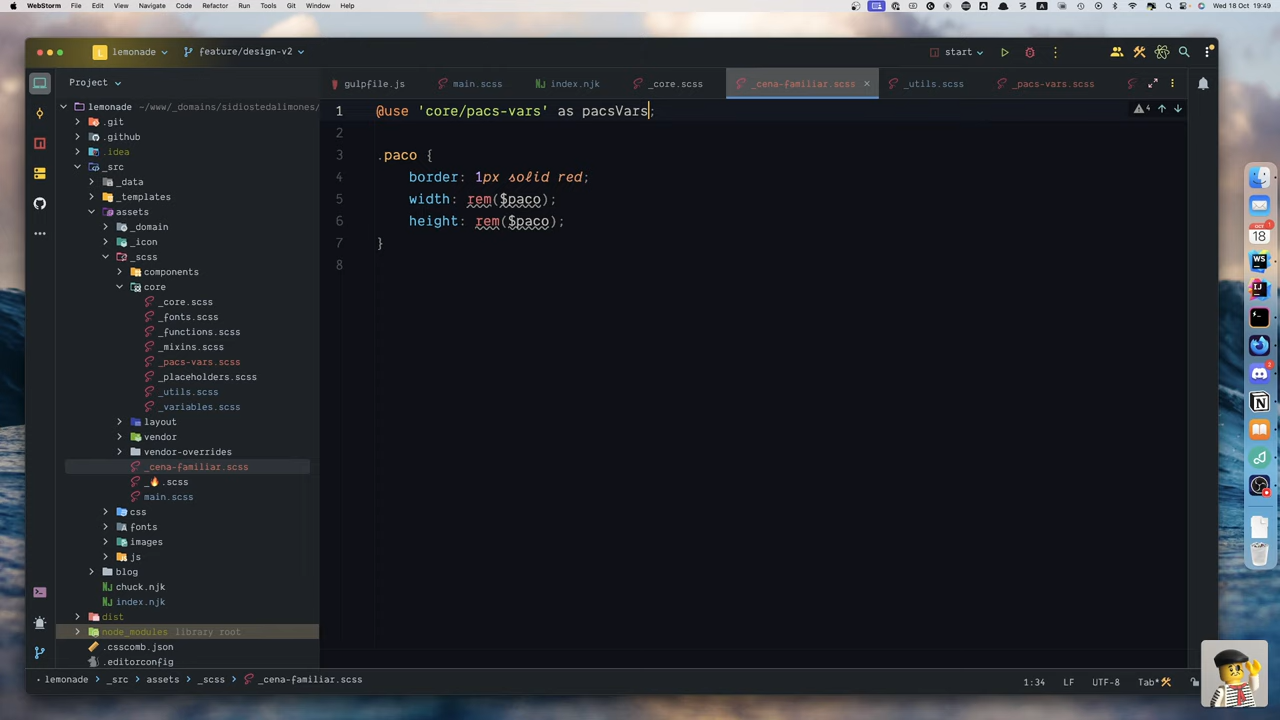 WebStorm File Edit View Navigate Code Refactor Run Tools Git Window Help Wed 18 Oct 19:49
L lemonade feature/design-v2 start
Project gulpfile.js main.scss index.njk _core.scss _cena-familiar.scss × _utils.scss _pacs-vars.scss
lemonade ~/www/_domains/sidiostedalimones/
.git
.github
.idea
_src
_data
_templates
assets
_domain
_icon
_scss
components
core
_core.scss
_fonts.scss
_functions.scss
_mixins.scss
_pacs-vars.scss
_placeholders.scss
_utils.scss
_variables.scss
layout
vendor
vendor-overrides
_cena-familiar.scss
_🔥.scss
main.scss
css
fonts
images
js
blog
chuck.njk
index.njk
dist
node_modules library root
.csscomb.json
.editorconfig
1 @use 'core/pacs-vars' as pacsVars;
2
3 .paco {
4 border: 1px solid red;
5 width: rem($paco);
6 height: rem($paco);
7 }
8
4
OCT
18
WS
IJ
lemonade > _src > assets > _scss > _cena-familiar.scss 1:34 LF UTF-8 Tab*